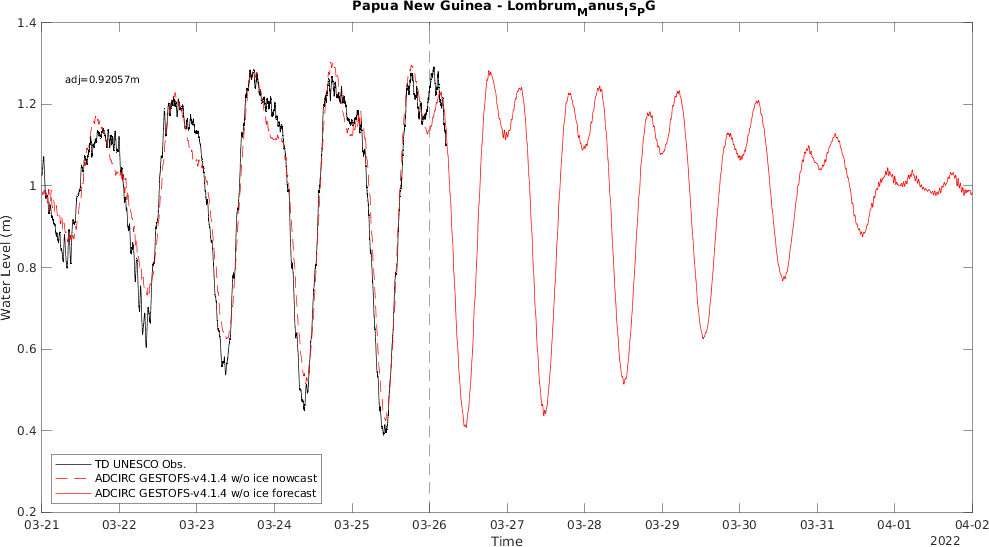 Papua New Guinea - LombrumManusIsPG
1.4
1.2
1
0.8
0.6
0.4
0.2
Water Level (m)
adj=0.92057m
TD UNESCO Obs.
ADCIRC GESTOFS-v4.1.4 w/o ice nowcast
ADCIRC GESTOFS-v4.1.4 w/o ice forecast
03-21 03-22 03-23 03-24 03-25 03-26 03-27 03-28 03-29 03-30 03-31 04-01 04-02
Time
2022